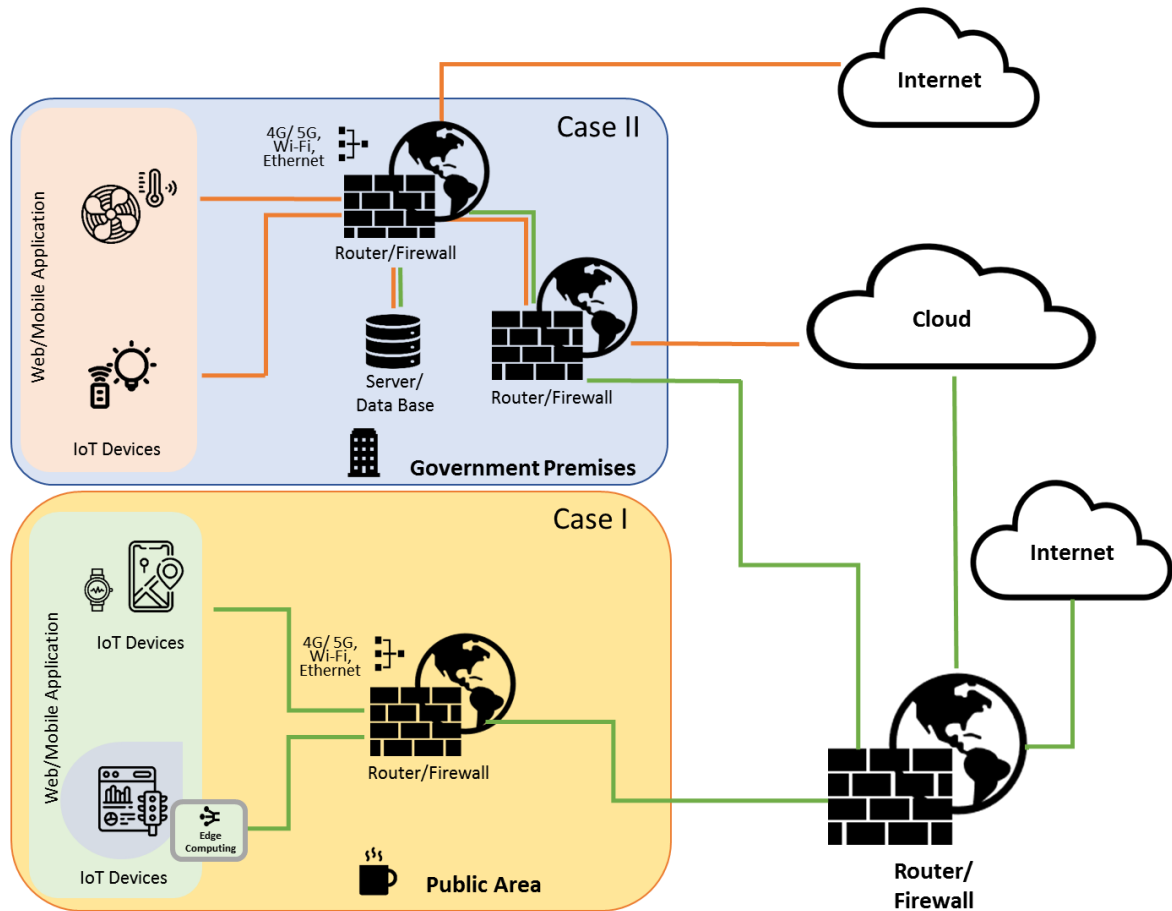 Internet
Case II
4G/ 5G,
Wi-Fi,
Ethernet
Web/Mobile Application
Router/Firewall
Cloud
Server/
Data Base
Router/Firewall
IoT Devices
Government Premises
Case I
Internet
IoT Devices
4G/ 5G,
Wi-Fi,
Ethernet
Web/Mobile Application
Router/Firewall
Edge
Computing
IoT Devices
Public Area
Router/
Firewall